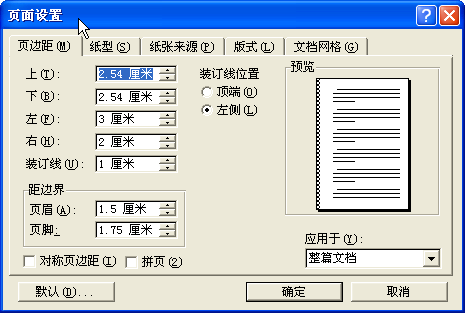 页面设置
页边距(M) 纸型(S) 纸张来源(P) 版式(L) 文档网格(G)
上(T): 2.54 厘米 装订线位置 预览
下(B): 2.54 厘米 顶端(O)
左(F): 3 厘米 左侧(L)
右(H): 2 厘米
装订线(U): 1 厘米
距边界
页眉(A): 1.5 厘米
页脚: 1.75 厘米 应用于(Y):
对称页边距(I) 拼页(2) 整篇文档
默认(D)... 确定 取消